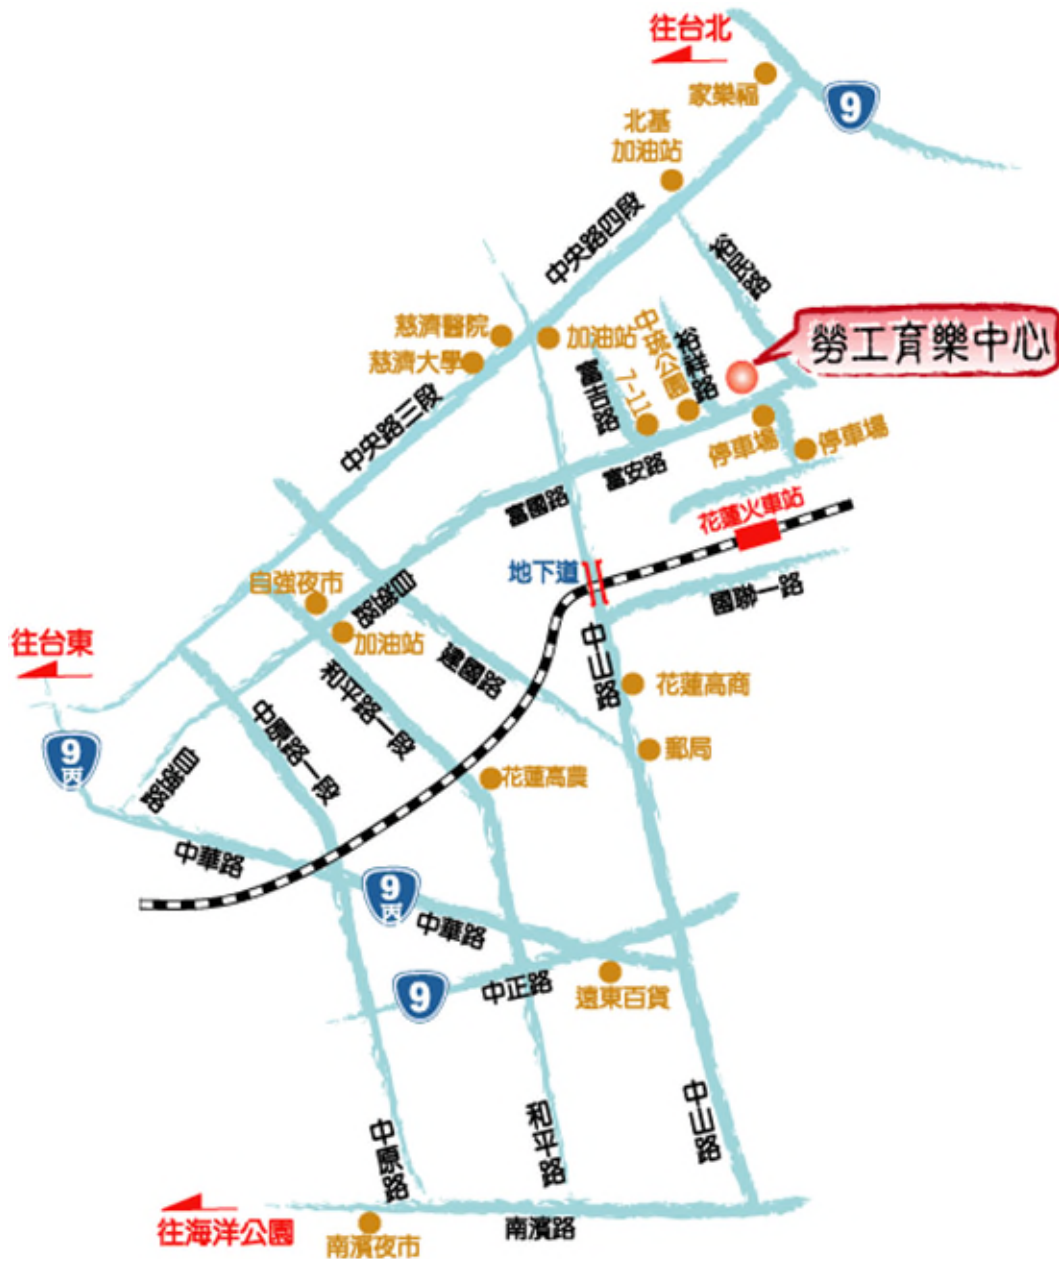 往台北
家樂福
9
北基
加油站
中央路四段
裕民路
慈濟醫院
加油站
中琉公園
裕祥路
勞工育樂中心
慈濟大學
富吉路
7-11
中央路三段
停車場
停車場
富安路
富國路
花蓮火車站
地下道
自強夜市
自強路
國聯一路
加油站
往台東
中山路
建國路
和平路一段
花蓮高商
中原路一段
郵局
9
丙
自強路
花蓮高農
中華路
9
丙
中華路
9
中正路
遠東百貨
中山路
和平路
中原路
往海洋公園
南濱路
南濱夜市